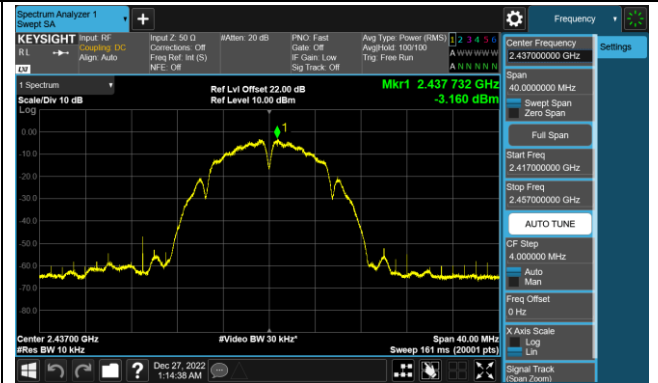 Spectrum Analyzer 1
Swept SA
Frequency
KEYSIGHT
RL
Input: RF
Coupling: DC
Align: Auto
Input Z: 50 Ω
Corrections: Off
Freq Ref: Int (S)
NFE: Off
#Atten: 20 dB
PNO: Fast
Gate: Off
IF Gain: Low
Sig Track: Off
Avg Type: Power (RMS)
Avg|Hold: 100/100
Trig: Free Run
1 2 3 4 5 6
A W W W W W
A N N N N N
LXI
1 Spectrum
Scale/Div 10 dB
Log
Ref Lvl Offset 22.00 dB
Ref Level 10.00 dBm
Mkr1 2.437 732 GHz
-3.160 dBm
1
0.00
-10.0
-20.0
-30.0
-40.0
-50.0
-60.0
-70.0
-80.0
Center 2.43700 GHz
#Res BW 10 kHz
#Video BW 30 kHz*
Span 40.00 MHz
Sweep 161 ms (20001 pts)
Center Frequency
2.437000000 GHz
Settings
Span
40.0000000 MHz
Swept Span
Zero Span
Full Span
Start Freq
2.417000000 GHz
Stop Freq
2.457000000 GHz
AUTO TUNE
CF Step
4.000000 MHz
Auto
Man
Freq Offset
0 Hz
X Axis Scale
Log
Lin
Signal Track
(Span Zoom)
?
Dec 27, 2022
1:14:38 AM